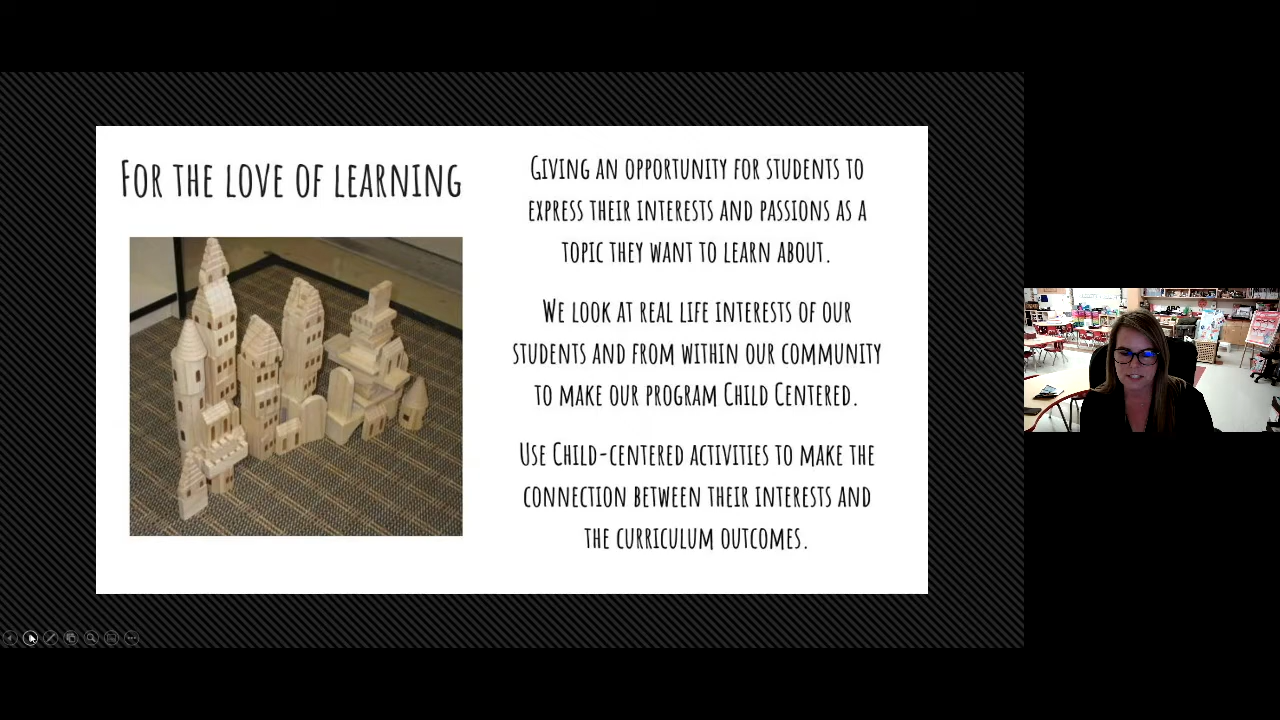 For the love of learning
Giving an opportunity for students to
express their interests and passions as a
topic they want to learn about.
We look at real life interests of our
students and from within our community
to make our program Child Centered.
Use Child-centered activities to make the
connection between their interests and
the curriculum outcomes.